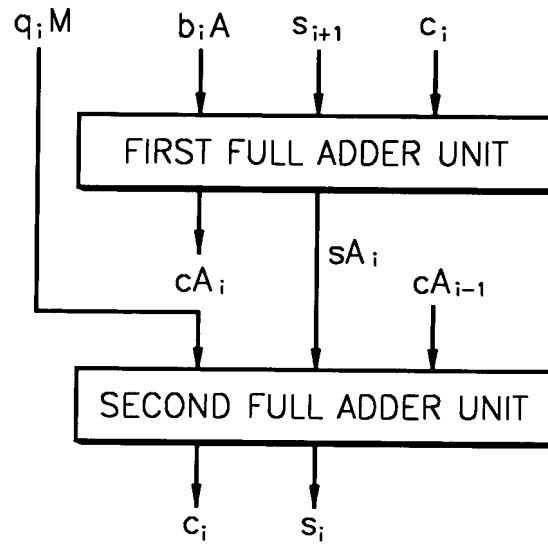 qᵢM bᵢA sᵢ₊₁ cᵢ
FIRST FULL ADDER UNIT
sAᵢ
cAᵢ cAᵢ₋₁
SECOND FULL ADDER UNIT
cᵢ sᵢ